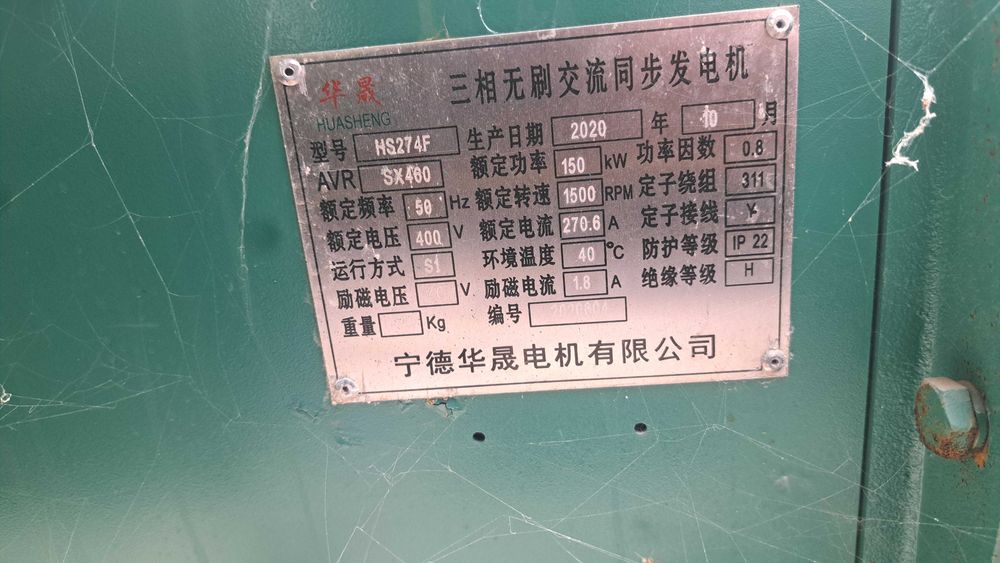 华晟 三相无刷交流同步发电机
HUASHENG
型号 HS274F 生产日期 2020 年 10 月
AVR SX460 额定功率 150 kW 功率因数 0.8
额定频率 50 Hz 额定转速 1500 RPM 定子绕组 311
额定电压 400 V 额定电流 270.6 A 定子接线 Y
运行方式 S1 环境温度 40 ℃ 防护等级 IP 22
励磁电压 V 励磁电流 1.8 A 绝缘等级 H
重量 Kg 编号
宁德华晟电机有限公司